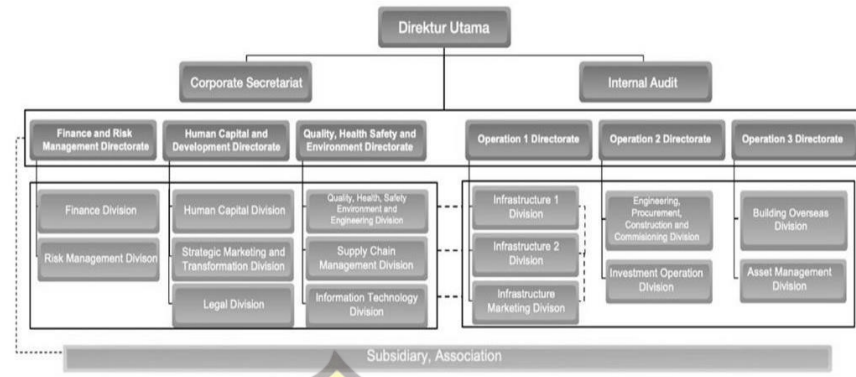 Direktur Utama
Corporate Secretariat
Internal Audit
Finance and Risk
Management Directorate
Human Capital and
Development Directorate
Quality, Health Safety and
Environment Directorate
Operation 1 Directorate
Operation 2 Directorate
Operation 3 Directorate
Finance Division
Risk Management Divison
Human Capital Division
Strategic Marketing and
Transformation Division
Legal Division
Quality, Health, Safety
Environment and
Engineering Division
Supply Chain
Management Division
Information Technology
Division
Infrastructure 1
Division
Infrastructure 2
Division
Infrastructure
Marketing Divison
Engineering,
Procurement,
Construction and
Commisioning Division
Investment Operation
DIvision
Building Overseas
Division
Asset Management
Division
Subsidiary, Association